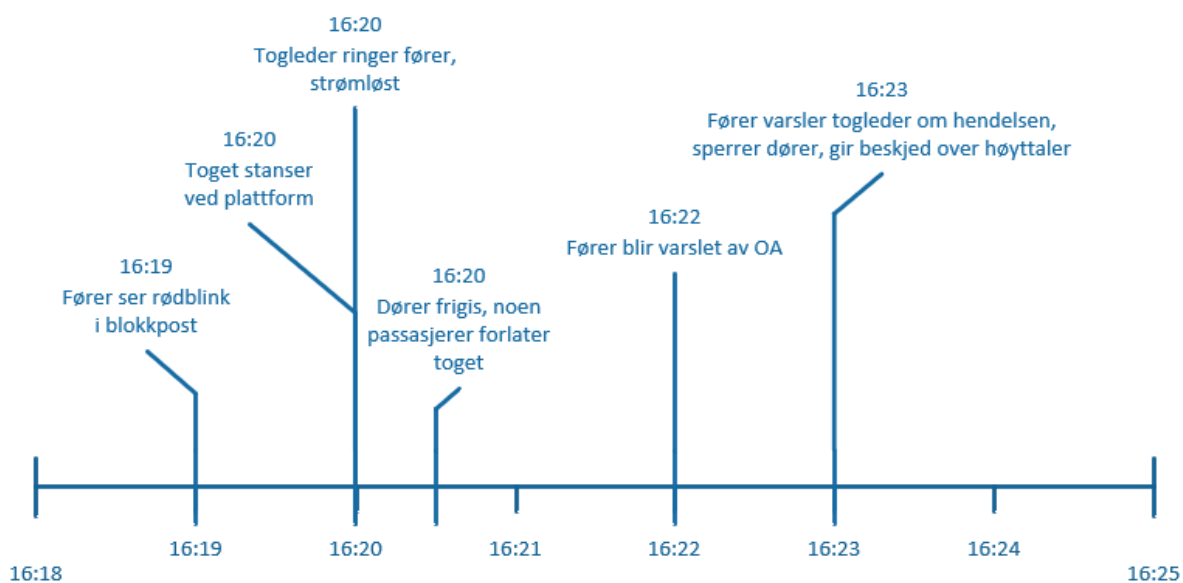 16:20
Togleder ringer fører,
strømløst
16:20
Toget stanser
ved plattform
16:19
Fører ser rødblink
i blokkpost
16:20
Dører frigis, noen
passasjerer forlater
toget
16:22
Fører blir varslet av OA
16:23
Fører varsler togleder om hendelsen,
sperrer dører, gir beskjed over høyttaler
16:18
16:19
16:20
16:21
16:22
16:23
16:24
16:25